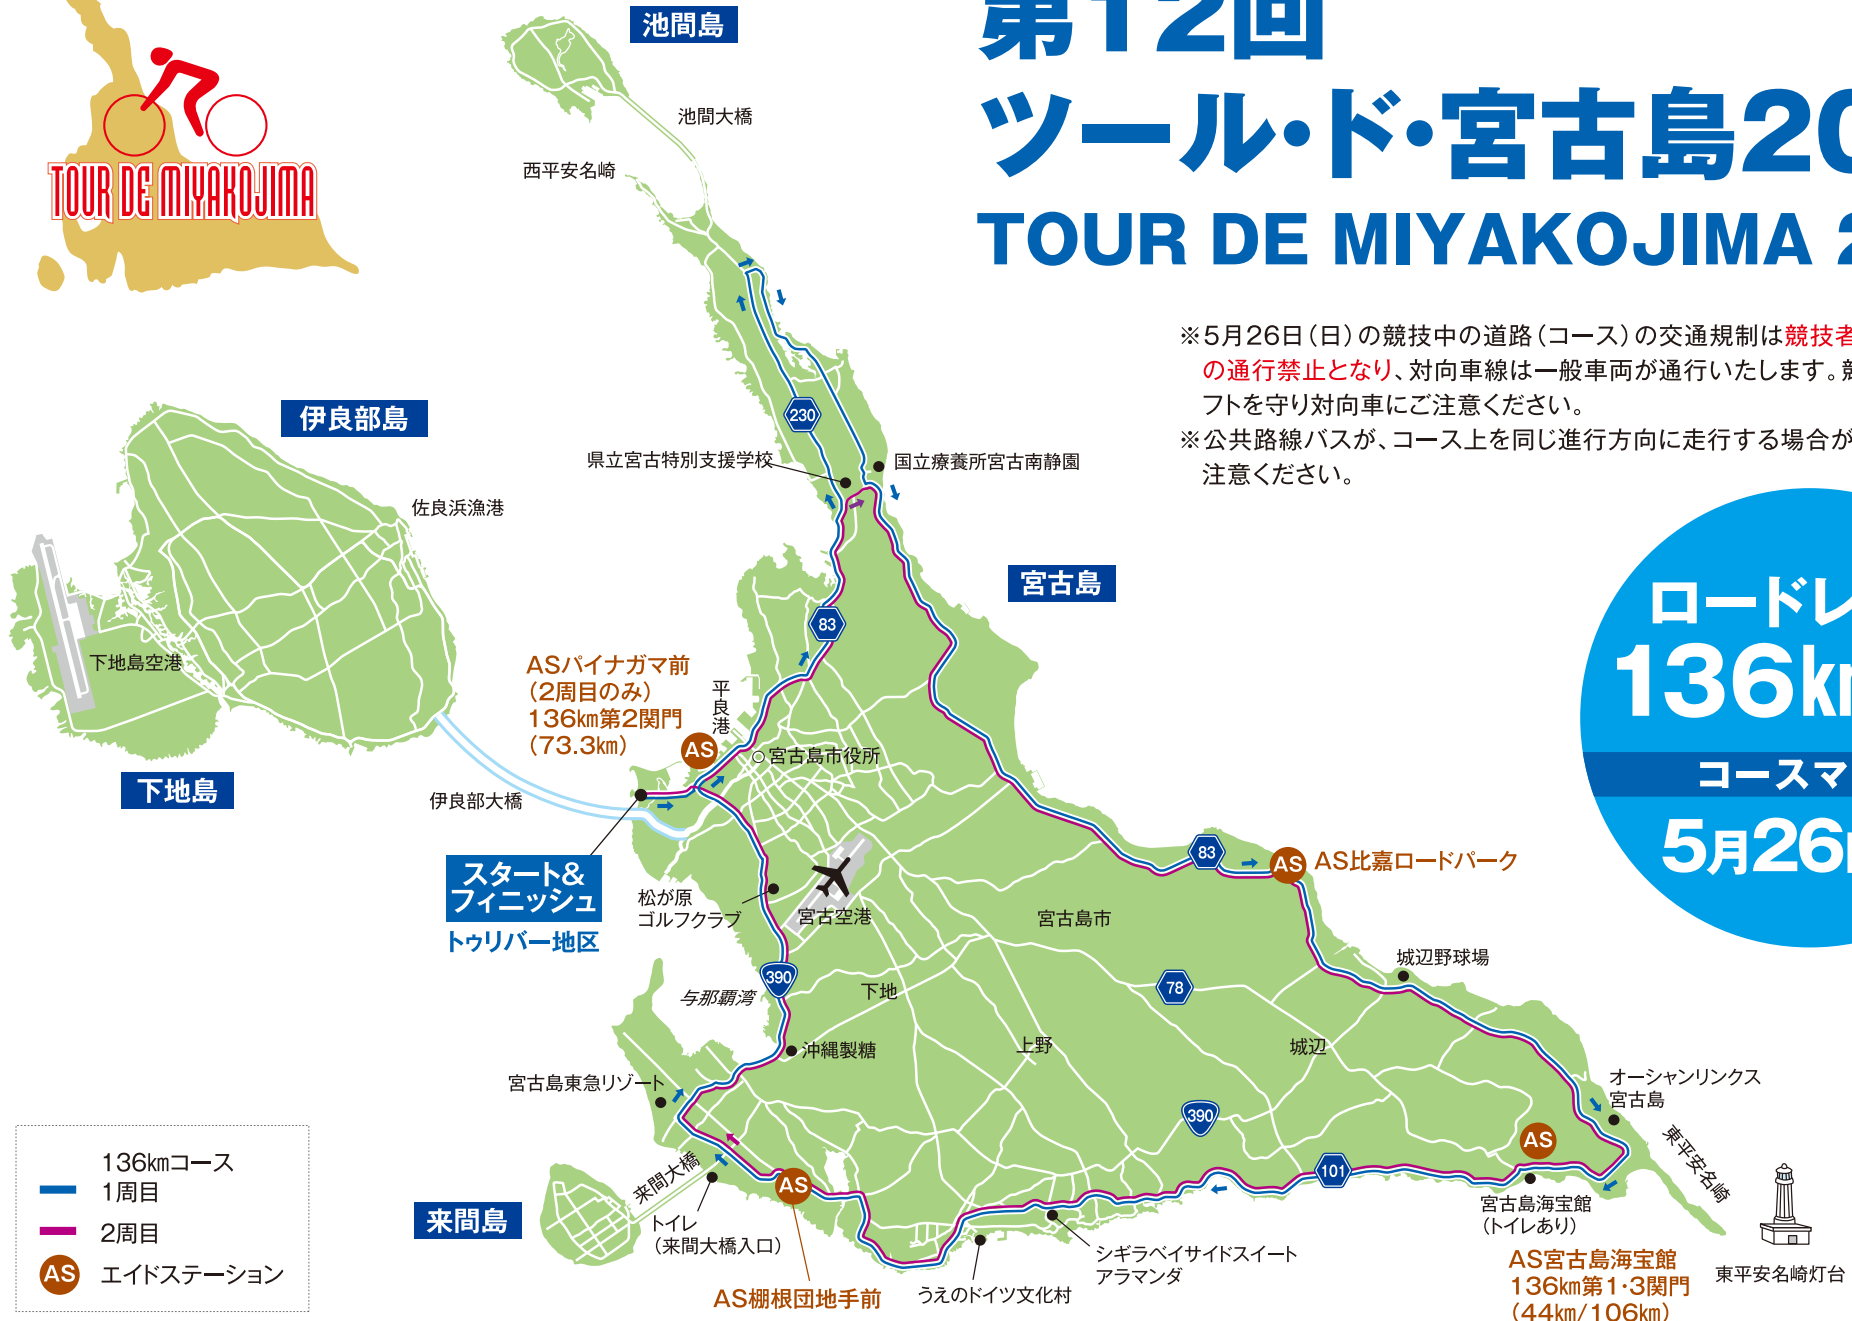 第12回
ツール・ド・宮古島20
TOUR DE MIYAKOJIMA 2
TOUR DE MIYAKOJIMA
※5月26日(日)の競技中の道路(コース)の交通規制は競技者
の通行禁止となり、対向車線は一般車両が通行いたします。競
フトを守り対向車にご注意ください。
※公共路線バスが、コース上を同じ進行方向に走行する場合が
注意ください。
ロードレ
136km
コースマ
5月26日
池間島
池間大橋
西平安名崎
230
伊良部島
県立宮古特別支援学校
国立療養所宮古南静園
佐良浜漁港
宮古島
83
下地島空港
ASパイナガマ前
(2周目のみ)
136km第2関門
(73.3km)
平良港
AS
宮古島市役所
下地島
伊良部大橋
スタート&
フィニッシュ
トゥリバー地区
松が原
ゴルフクラブ
宮古空港
宮古島市
83
AS
AS比嘉ロードパーク
城辺野球場
390
与那覇湾
下地
78
沖縄製糖
上野
城辺
宮古島東急リゾート
オーシャンリンクス
宮古島
390
AS
東平安名崎
101
来間大橋
AS
来間島
トイレ
(来間大橋入口)
宮古島海宝館
(トイレあり)
シギラベイサイドスイート
アラマンダ
AS棚根団地手前
うえのドイツ文化村
AS宮古島海宝館
136km第1・3関門
(44km/106km)
東平安名崎灯台
136kmコース
1周目
2周目
AS エイドステーション